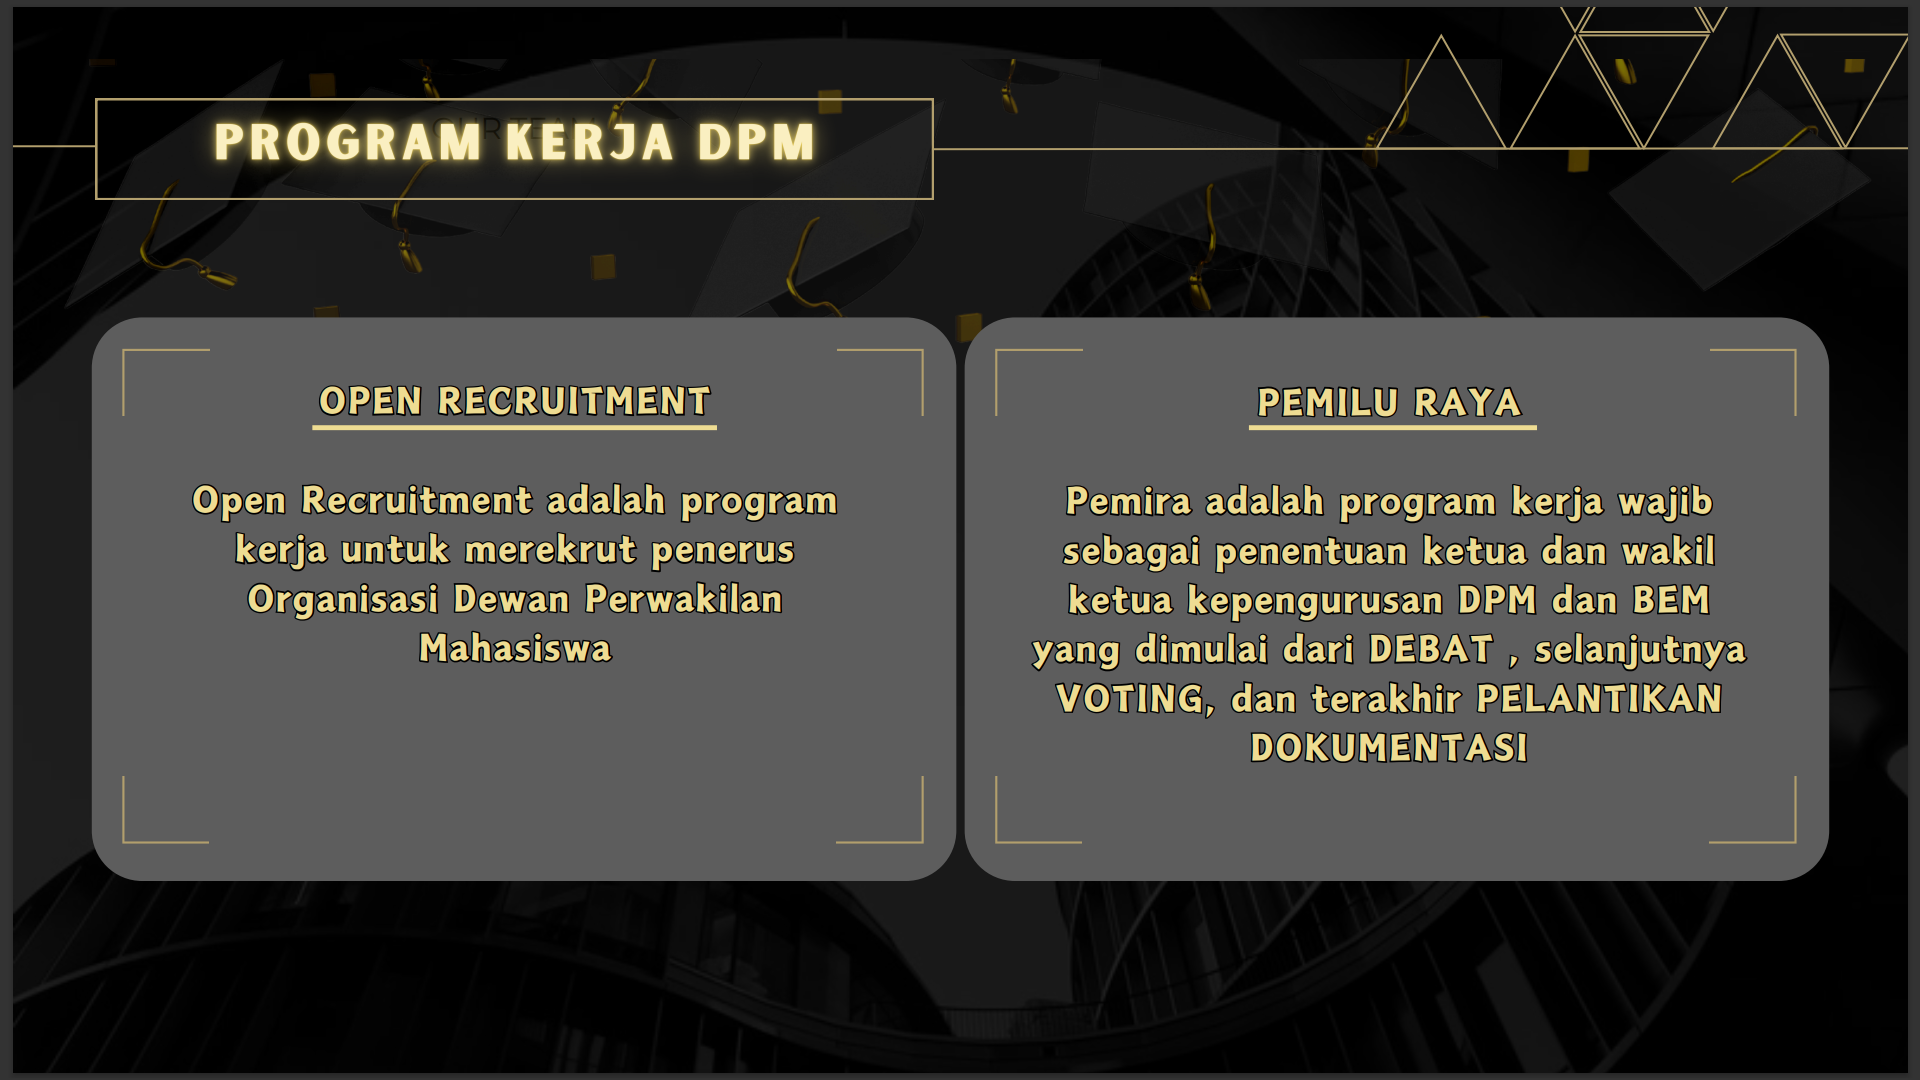 PROGRAM KERJA DPM
OUR TEAM
OPEN RECRUITMENT
Open Recruitment adalah program
kerja untuk merekrut penerus
Organisasi Dewan Perwakilan
Mahasiswa
PEMILU RAYA
Pemira adalah program kerja wajib
sebagai penentuan ketua dan wakil
ketua kepengurusan DPM dan BEM
yang dimulai dari DEBAT , selanjutnya
VOTING, dan terakhir PELANTIKAN
DOKUMENTASI